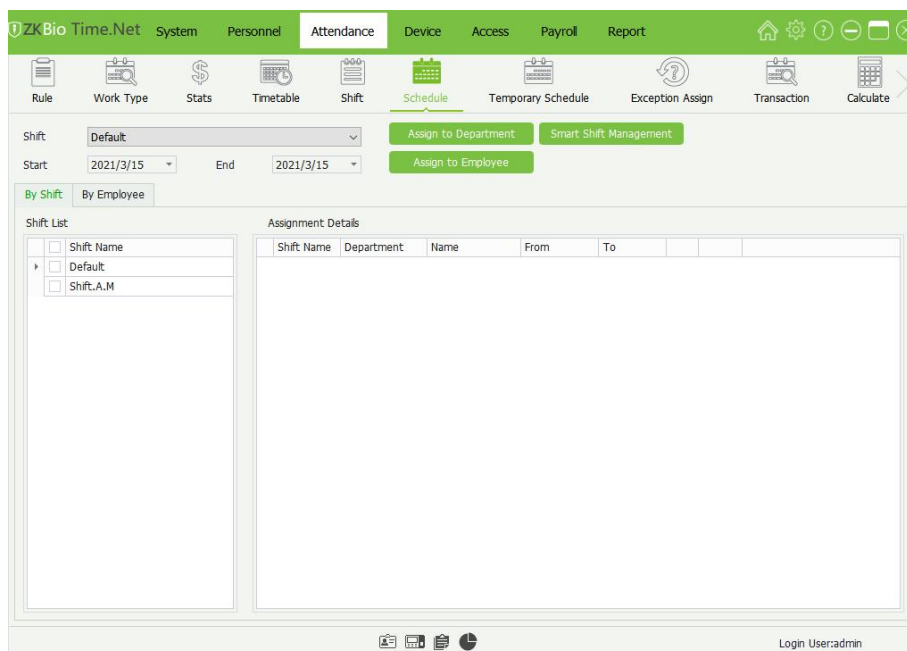 ZKBio Time.Net System Personnel Attendance Device Access Payroll Report
Rule Work Type Stats Timetable Shift Schedule Temporary Schedule Exception Assign Transaction Calculate
Shift Default Assign to Department Smart Shift Management
Start 2021/3/15 End 2021/3/15 Assign to Employee
By Shift By Employee
Shift List Assignment Details
Shift Name Shift Name Department Name From To
Default
Shift.A.M
Login User:admin